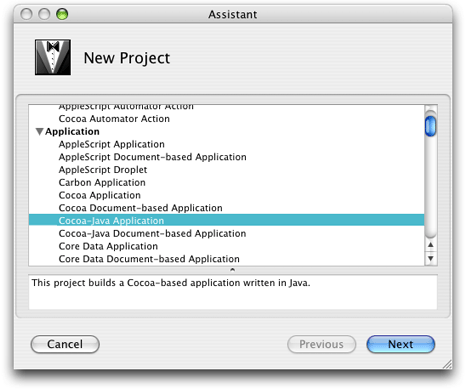 Assistant
New Project
AppleScript Automator Action
Cocoa Automator Action
Application
AppleScript Application
AppleScript Document-based Application
AppleScript Droplet
Carbon Application
Cocoa Application
Cocoa Document-based Application
Cocoa-Java Application
Cocoa-Java Document-based Application
Core Data Application
Core Data Document-based Application
This project builds a Cocoa-based application written in Java.
Cancel Previous Next